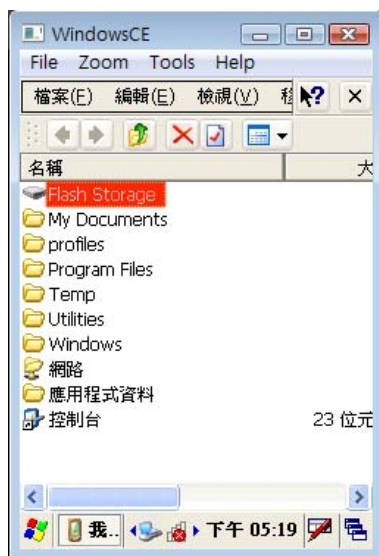 WindowsCE
File Zoom Tools Help
檔案(E) 編輯(E) 檢視(V)
名稱 大
Flash Storage
My Documents
profiles
Program Files
Temp
Utilities
Windows
網路
應用程式資料
控制台 23 位元
我.. 下午 05:19